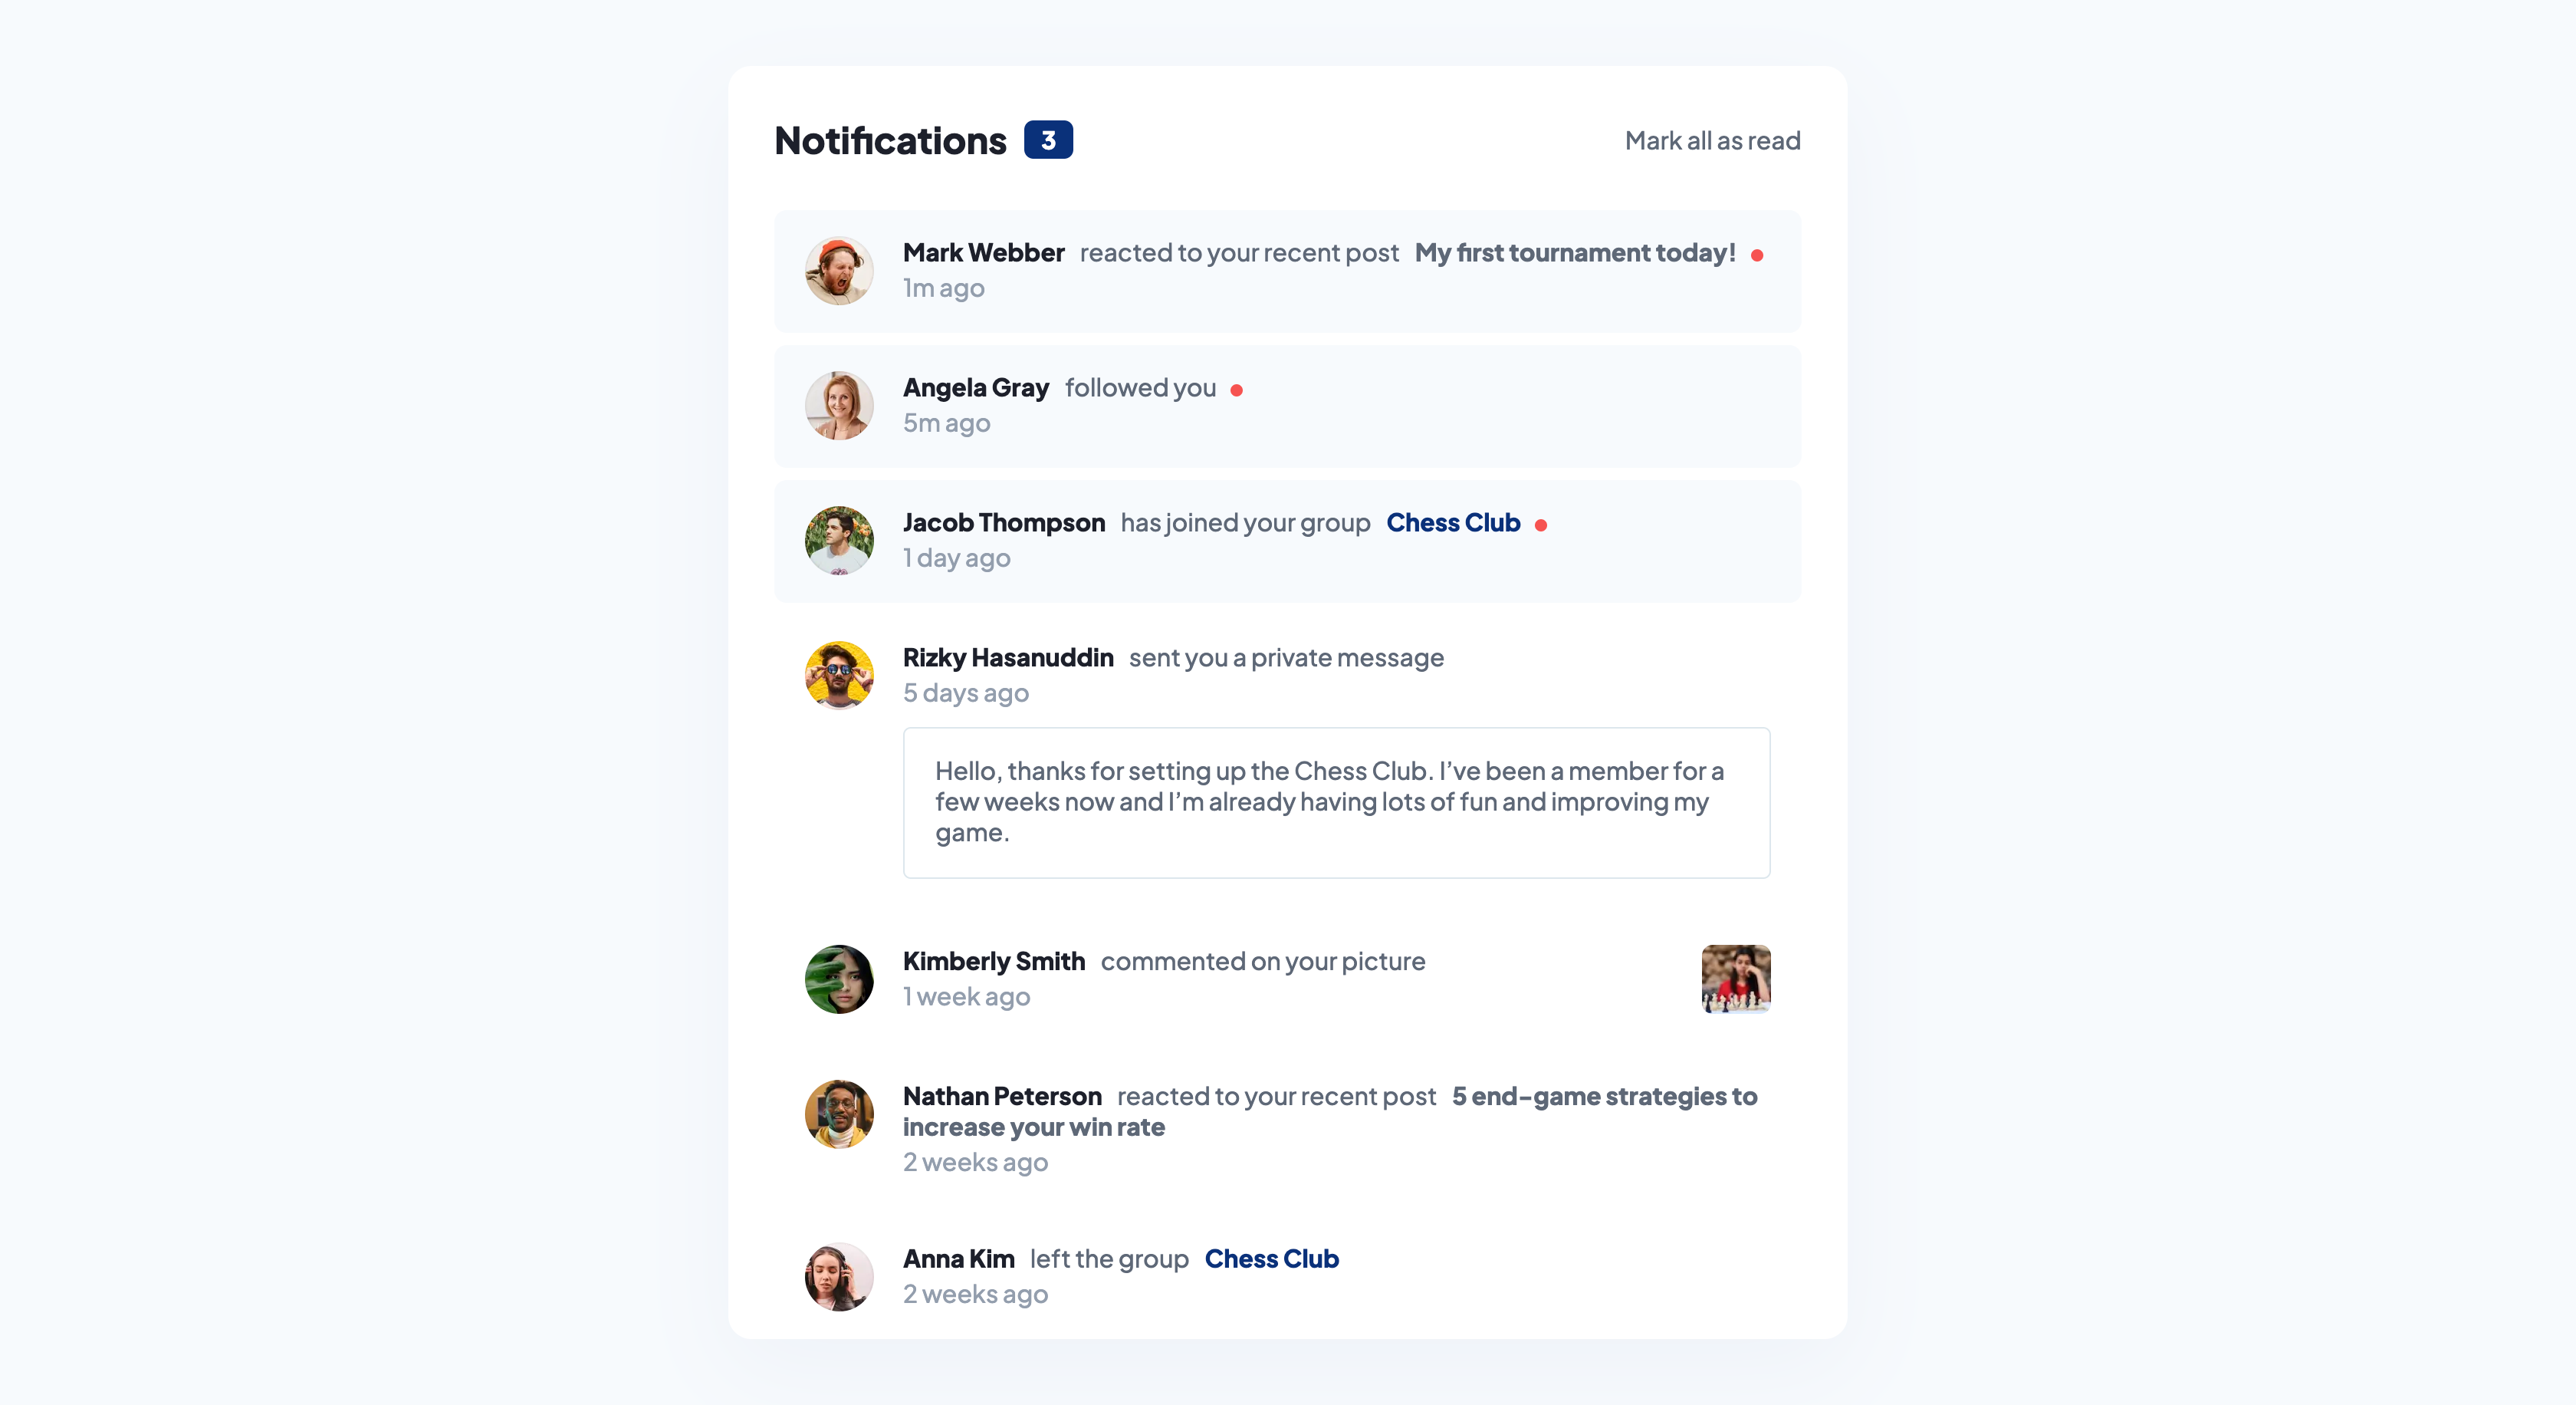 Notifications 3
Mark all as read
Mark Webber reacted to your recent post My first tournament today!
1m ago
Angela Gray followed you
5m ago
Jacob Thompson has joined your group Chess Club
1 day ago
Rizky Hasanuddin sent you a private message
5 days ago
Hello, thanks for setting up the Chess Club. I’ve been a member for a
few weeks now and I’m already having lots of fun and improving my
game.
Kimberly Smith commented on your picture
1 week ago
Nathan Peterson reacted to your recent post 5 end-game strategies to
increase your win rate
2 weeks ago
Anna Kim left the group Chess Club
2 weeks ago